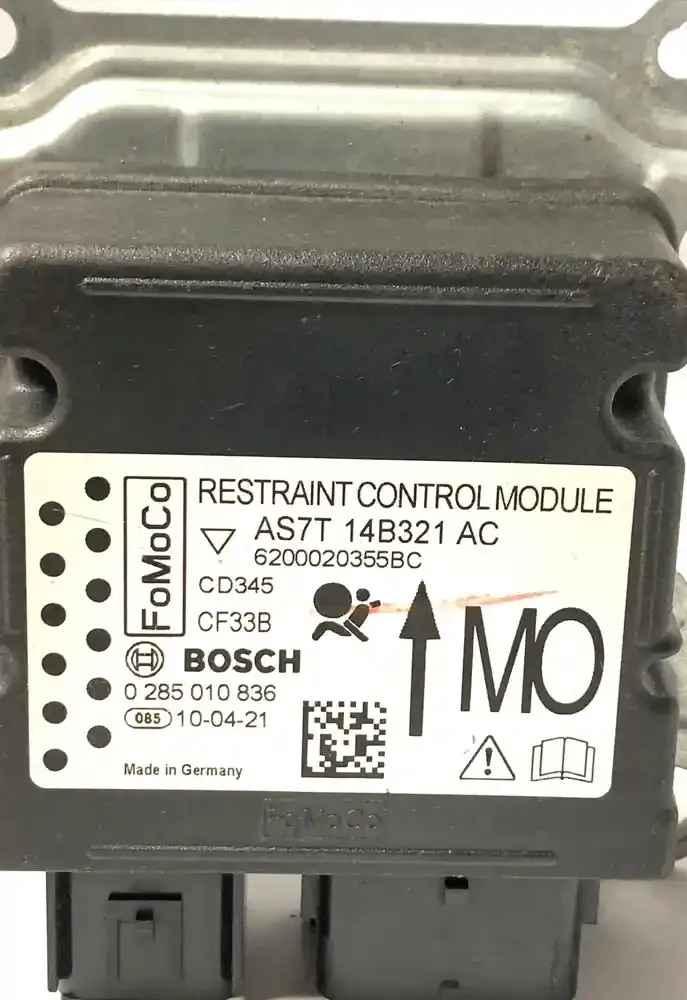 FoMoCo
RESTRAINT CONTROL MODULE
AS7T 14B321 AC
6200020355BC
CD345
CF33B
MO
BOSCH
0 285 010 836
085 10-04-21
Made in Germany
FoMoCo